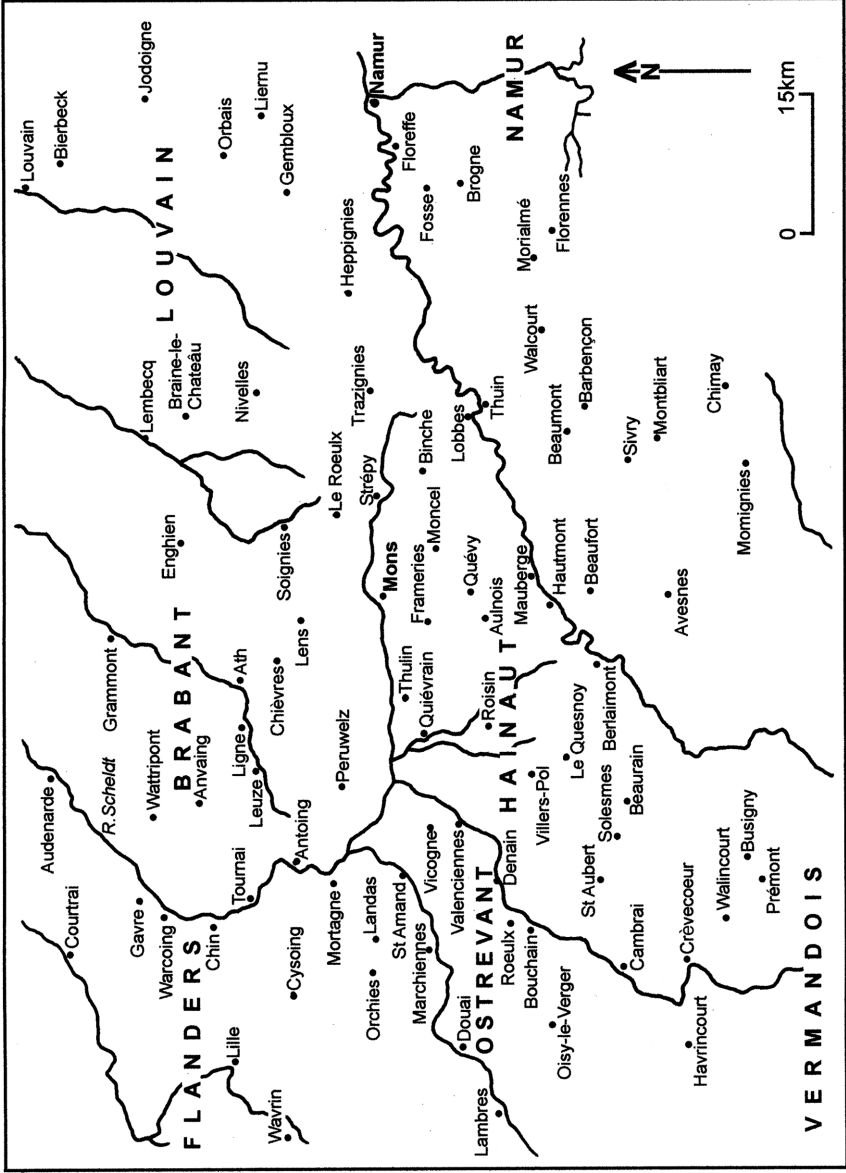 Louvain
Bierbeck
Jodoigne
Courtrai
Audenarde
R.Scheldt
Grammont
Gavre
Wattripont
Enghien
Lembecq
Braine-le-
Chateâu
LOUVAIN
Orbais
Warcoing
Anvaing
BRABANT
FLANDERS
Chin
Lille
Tournai
Ligne
Ath
Nivelles
Liernu
Leuze
Gembloux
Wavrin
Antoing
Chièvres
Soignies
Lens
Cysoing
Le Roeulx
Mortagne
Peruwelz
Heppignies
Trazignies
Strépy
Orchies
Landas
Mons
Namur
St Amand
Thulin
Floreffe
Marchiennes
Vicogne
Quiévrain
Frameries
Moncel
Binche
Fosse
Douai
Valenciennes
Roisin
Quévy
Lobbes
Brogne
Aulnois
Thuin
OSTREVANT
Denain
HAINAUT
NAMUR
Lambres
Roeulx
Bouchain
Villers-Pol
Mauberge
Walcourt
Morialmé
Oisy-le-Verger
Le Quesnoy
Hautmont
Beaumont
Florennes
St Aubert
Solesmes
Berlaimont
Beaufort
Barbençon
Cambrai
Beaurain
Sivry
Montbliart
Avesnes
Crèvecoeur
Havrincourt
Walincourt
Busigny
Prémont
Momignies
Chimay
VERMANDOIS
N
0
15km